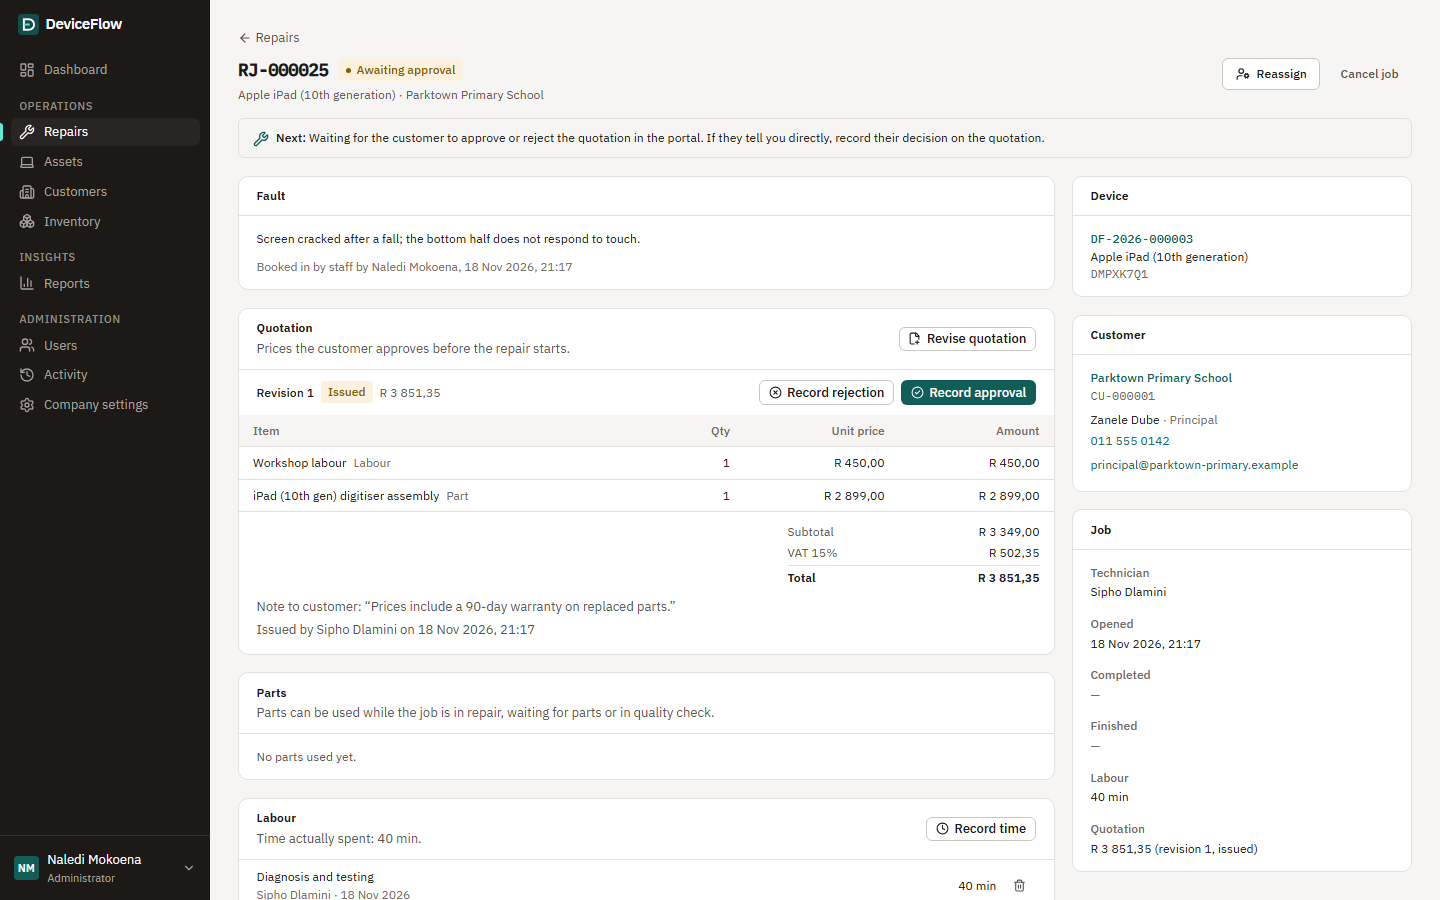 DeviceFlow
Dashboard
OPERATIONS
Repairs
Assets
Customers
Inventory
INSIGHTS
Reports
ADMINISTRATION
Users
Activity
Company settings
NM
Naledi Mokoena
Administrator
Repairs
RJ-000025
Awaiting approval
Apple iPad (10th generation) · Parktown Primary School
Reassign
Cancel job
Next: Waiting for the customer to approve or reject the quotation in the portal. If they tell you directly, record their decision on the quotation.
Fault
Screen cracked after a fall; the bottom half does not respond to touch.
Booked in by staff by Naledi Mokoena, 18 Nov 2026, 21:17
Quotation
Prices the customer approves before the repair starts.
Revise quotation
Revision 1 Issued R 3 851,35
Record rejection
Record approval
Item Qty Unit price Amount
Workshop labour Labour 1 R 450,00 R 450,00
iPad (10th gen) digitiser assembly Part 1 R 2 899,00 R 2 899,00
Subtotal R 3 349,00
VAT 15% R 502,35
Total R 3 851,35
Note to customer: “Prices include a 90-day warranty on replaced parts.”
Issued by Sipho Dlamini on 18 Nov 2026, 21:17
Parts
Parts can be used while the job is in repair, waiting for parts or in quality check.
No parts used yet.
Labour
Time actually spent: 40 min.
Record time
Diagnosis and testing
Sipho Dlamini · 18 Nov 2026
40 min
Device
DF-2026-000003
Apple iPad (10th generation)
DMPXK7Q1
Customer
Parktown Primary School
CU-000001
Zanele Dube · Principal
011 555 0142
principal@parktown-primary.example
Job
Technician
Sipho Dlamini
Opened
18 Nov 2026, 21:17
Completed
—
Finished
—
Labour
40 min
Quotation
R 3 851,35 (revision 1, issued)